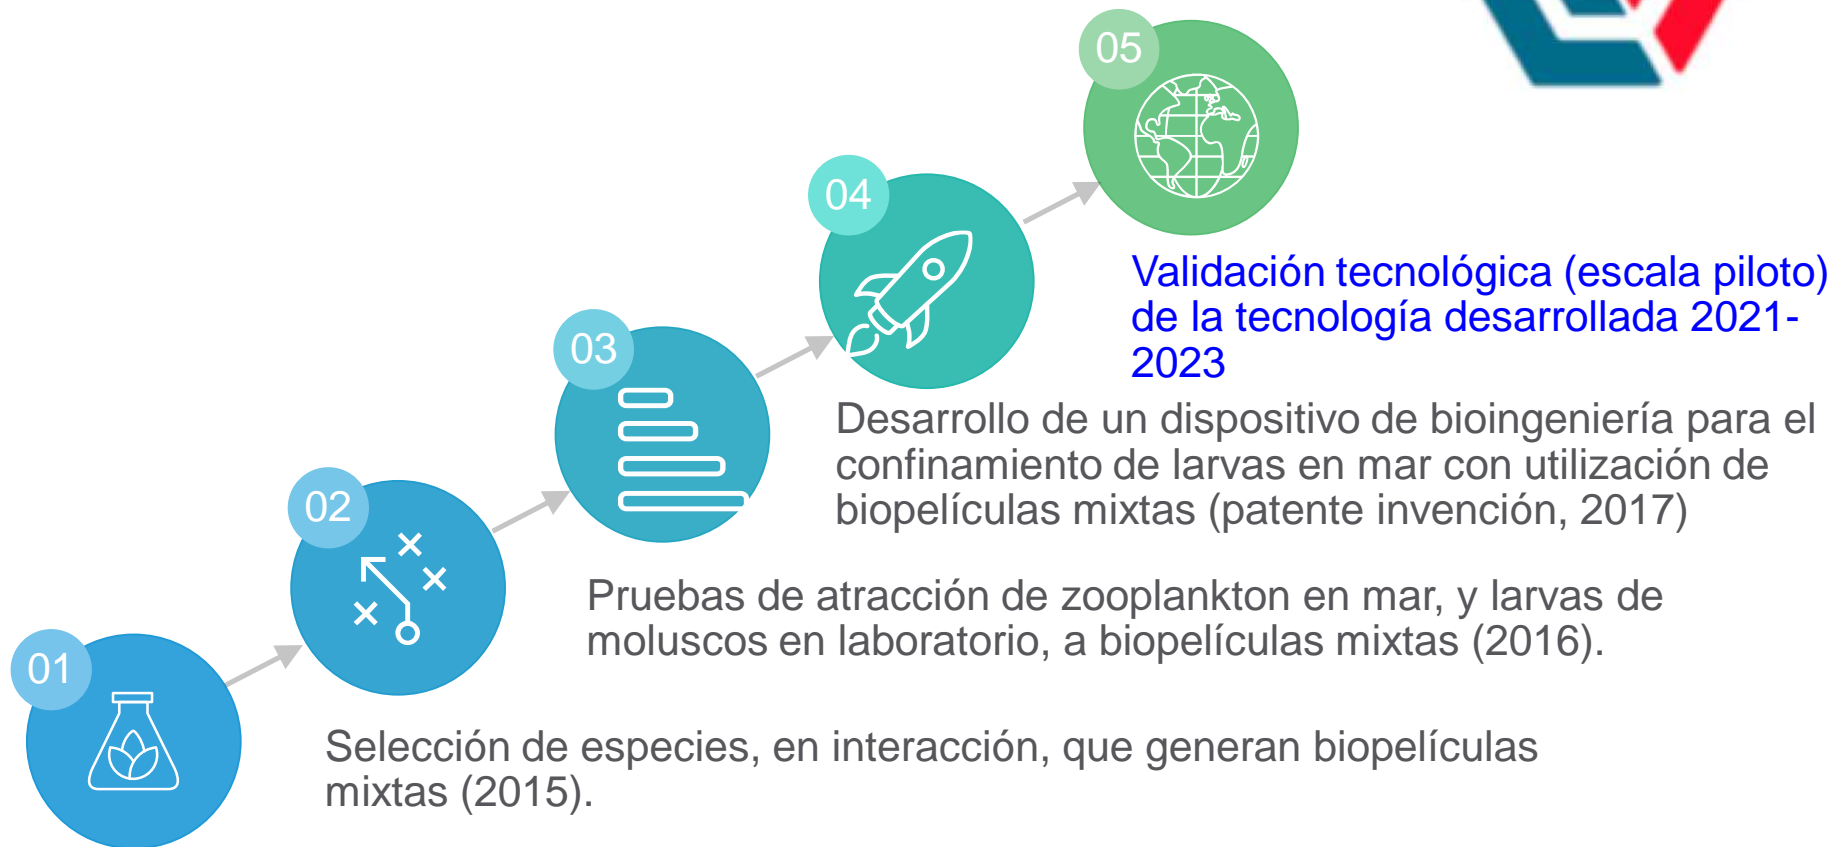 05
Validación tecnológica (escala piloto)
de la tecnología desarrollada 2021-
2023
04
Desarrollo de un dispositivo de bioingeniería para el
confinamiento de larvas en mar con utilización de
biopelículas mixtas (patente invención, 2017)
03
Pruebas de atracción de zooplankton en mar, y larvas de
moluscos en laboratorio, a biopelículas mixtas (2016).
02
Selección de especies, en interacción, que generan biopelículas
mixtas (2015).
01